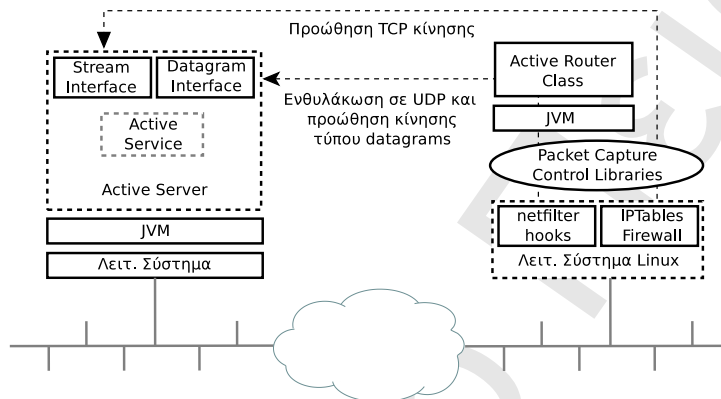 Προώθηση TCP κίνησης
Stream
Interface
Datagram
Interface
Active
Service
Active Server
JVM
Λειτ. Σύστημα
Ενθυλάκωση σε UDP και
προώθηση κίνησης
τύπου datagrams
Active Router
Class
JVM
Packet Capture
Control Libraries
netfilter
hooks
IPTables
Firewall
Λειτ. Σύστημα Linux